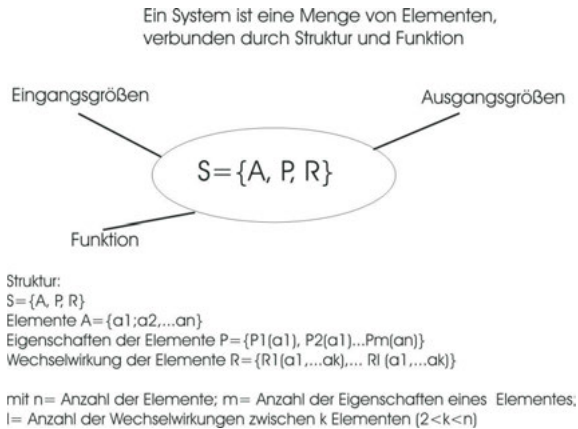 Ein System ist eine Menge von Elementen,
verbunden durch Struktur und Funktion
Eingangsgrößen
Ausgangsgrößen
S={A, P, R}
Funktion
Struktur:
S={A, P, R}
Elemente A={a1;a2,...an}
Eigenschaften der Elemente P={P1(a1), P2(a1)...Pm(an)}
Wechselwirkung der Elemente R={R1(a1,...ak),... Rl (a1,...ak)}
mit n= Anzahl der Elemente; m= Anzahl der Eigenschaften eines Elementes;
l= Anzahl der Wechselwirkungen zwischen k Elementen (2<k<n)